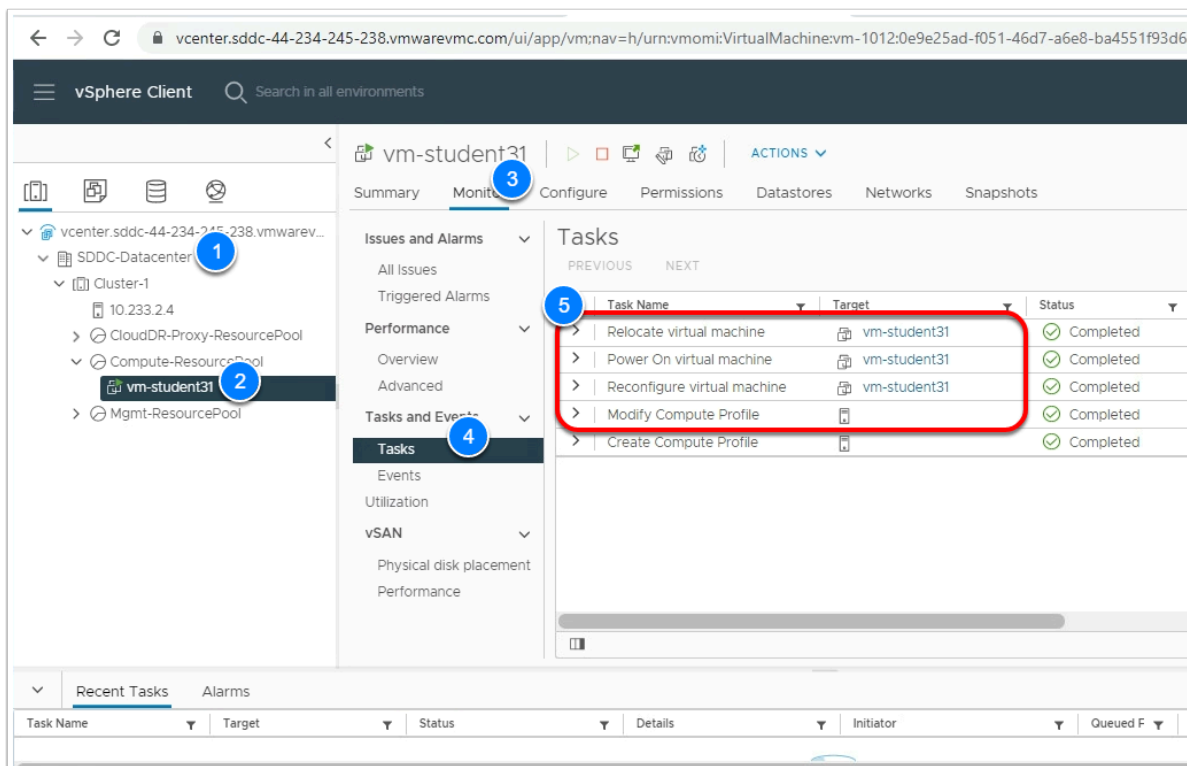 vcenter.sddc-44-234-245-238.vmwarevmc.com/ui/app/vm;nav=h/urn:vmomi:VirtualMachine:vm-1012:0e9e25ad-f051-46d7-a6e8-ba4551f93d6
vSphere Client Search in all environments
vm-student31 ACTIONS
3
Summary Monitor Configure Permissions Datastores Networks Snapshots
vcenter.sddc-44-234-245-238.vmwarev...
1
SDDC-Datacenter
Cluster-1
10.233.2.4
CloudDR-Proxy-ResourcePool
Compute-ResourcePool
vm-student31
2
Mgmt-ResourcePool
Issues and Alarms
All Issues
Triggered Alarms
Performance
Overview
Advanced
Tasks and Events
4
Tasks
Events
Utilization
vSAN
Physical disk placement
Performance
Tasks
PREVIOUS NEXT
5
Task Name Target Status
Relocate virtual machine vm-student31 Completed
Power On virtual machine vm-student31 Completed
Reconfigure virtual machine vm-student31 Completed
Modify Compute Profile Completed
Create Compute Profile Completed
Recent Tasks Alarms
Task Name Target Status Details Initiator Queued F